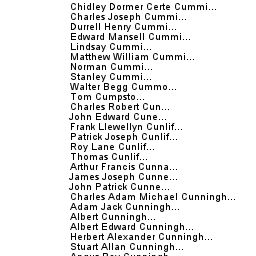 Chidley Dormer Certe Cummi...
Charles Joseph Cummi...
Durrell Henry Cummi...
Edward Mansell Cummi...
Lindsay Cummi...
Matthew William Cummi...
Norman Cummi...
Stanley Cummi...
Walter Begg Cummo...
Tom Cumpsto...
Charles Robert Cun...
John Edward Cune...
Frank Llewellyn Cunlif...
Patrick Joseph Cunlif...
Roy Lane Cunlif...
Thomas Cunlif...
Arthur Francis Cunna...
James Joseph Cunne...
John Patrick Cunne...
Charles Adam Michael Cunningh...
Adam Jack Cunningh...
Albert Cunningh...
Albert Edward Cunningh...
Herbert Alexander Cunningh...
Stuart Allan Cunningh...